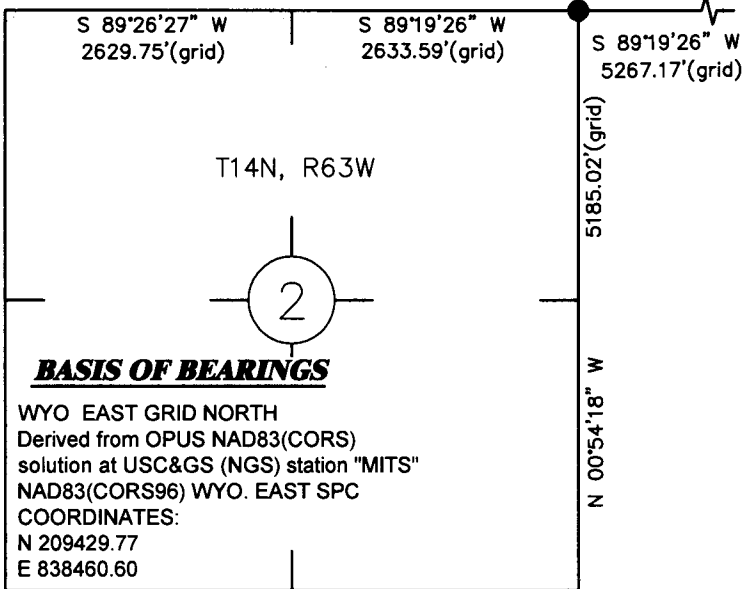 S 89°26'27" W
2629.75'(grid)
S 89°19'26" W
2633.59'(grid)
S 89°19'26" W
5267.17'(grid)
5185.02'(grid)
T14N, R63W
2
N 00°54'18" W
BASIS OF BEARINGS
WYO EAST GRID NORTH
Derived from OPUS NAD83(CORS)
solution at USC&GS (NGS) station "MITS"
NAD83(CORS96) WYO. EAST SPC
COORDINATES:
N 209429.77
E 838460.60